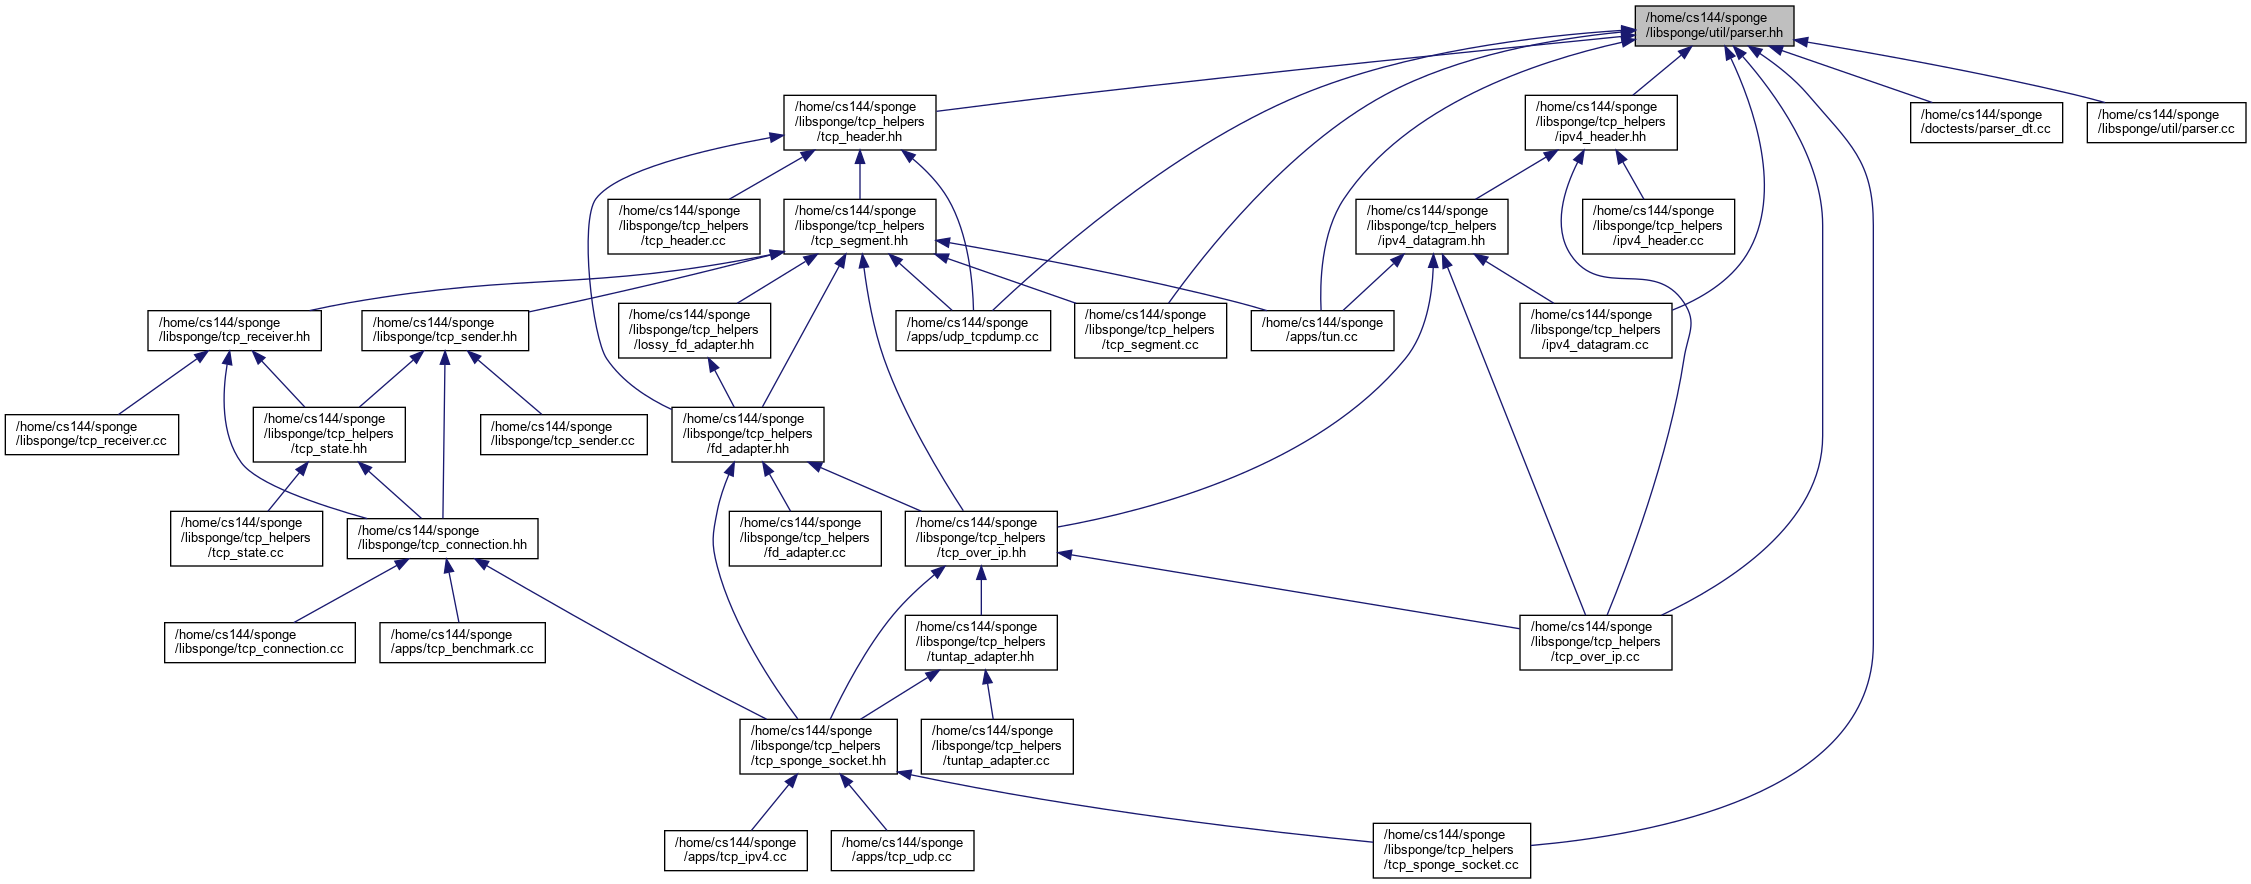 /home/cs144/sponge
/libsponge/util/parser.hh
/home/cs144/sponge
/libsponge/tcp_helpers
/tcp_header.hh
/home/cs144/sponge
/libsponge/tcp_helpers
/ipv4_header.hh
/home/cs144/sponge
/doctests/parser_dt.cc
/home/cs144/sponge
/libsponge/util/parser.cc
/home/cs144/sponge
/libsponge/tcp_helpers
/tcp_header.cc
/home/cs144/sponge
/libsponge/tcp_helpers
/tcp_segment.hh
/home/cs144/sponge
/libsponge/tcp_helpers
/ipv4_datagram.hh
/home/cs144/sponge
/libsponge/tcp_helpers
/ipv4_header.cc
/home/cs144/sponge
/libsponge/tcp_receiver.hh
/home/cs144/sponge
/libsponge/tcp_sender.hh
/home/cs144/sponge
/libsponge/tcp_helpers
/lossy_fd_adapter.hh
/home/cs144/sponge
/apps/udp_tcpdump.cc
/home/cs144/sponge
/libsponge/tcp_helpers
/tcp_segment.cc
/home/cs144/sponge
/apps/tun.cc
/home/cs144/sponge
/libsponge/tcp_helpers
/ipv4_datagram.cc
/home/cs144/sponge
/libsponge/tcp_receiver.cc
/home/cs144/sponge
/libsponge/tcp_helpers
/tcp_state.hh
/home/cs144/sponge
/libsponge/tcp_sender.cc
/home/cs144/sponge
/libsponge/tcp_helpers
/fd_adapter.hh
/home/cs144/sponge
/libsponge/tcp_helpers
/tcp_state.cc
/home/cs144/sponge
/libsponge/tcp_connection.hh
/home/cs144/sponge
/libsponge/tcp_helpers
/fd_adapter.cc
/home/cs144/sponge
/libsponge/tcp_helpers
/tcp_over_ip.hh
/home/cs144/sponge
/libsponge/tcp_connection.cc
/home/cs144/sponge
/apps/tcp_benchmark.cc
/home/cs144/sponge
/libsponge/tcp_helpers
/tuntap_adapter.hh
/home/cs144/sponge
/libsponge/tcp_helpers
/tcp_over_ip.cc
/home/cs144/sponge
/libsponge/tcp_helpers
/tcp_sponge_socket.hh
/home/cs144/sponge
/libsponge/tcp_helpers
/tuntap_adapter.cc
/home/cs144/sponge
/apps/tcp_ipv4.cc
/home/cs144/sponge
/apps/tcp_udp.cc
/home/cs144/sponge
/libsponge/tcp_helpers
/tcp_sponge_socket.cc